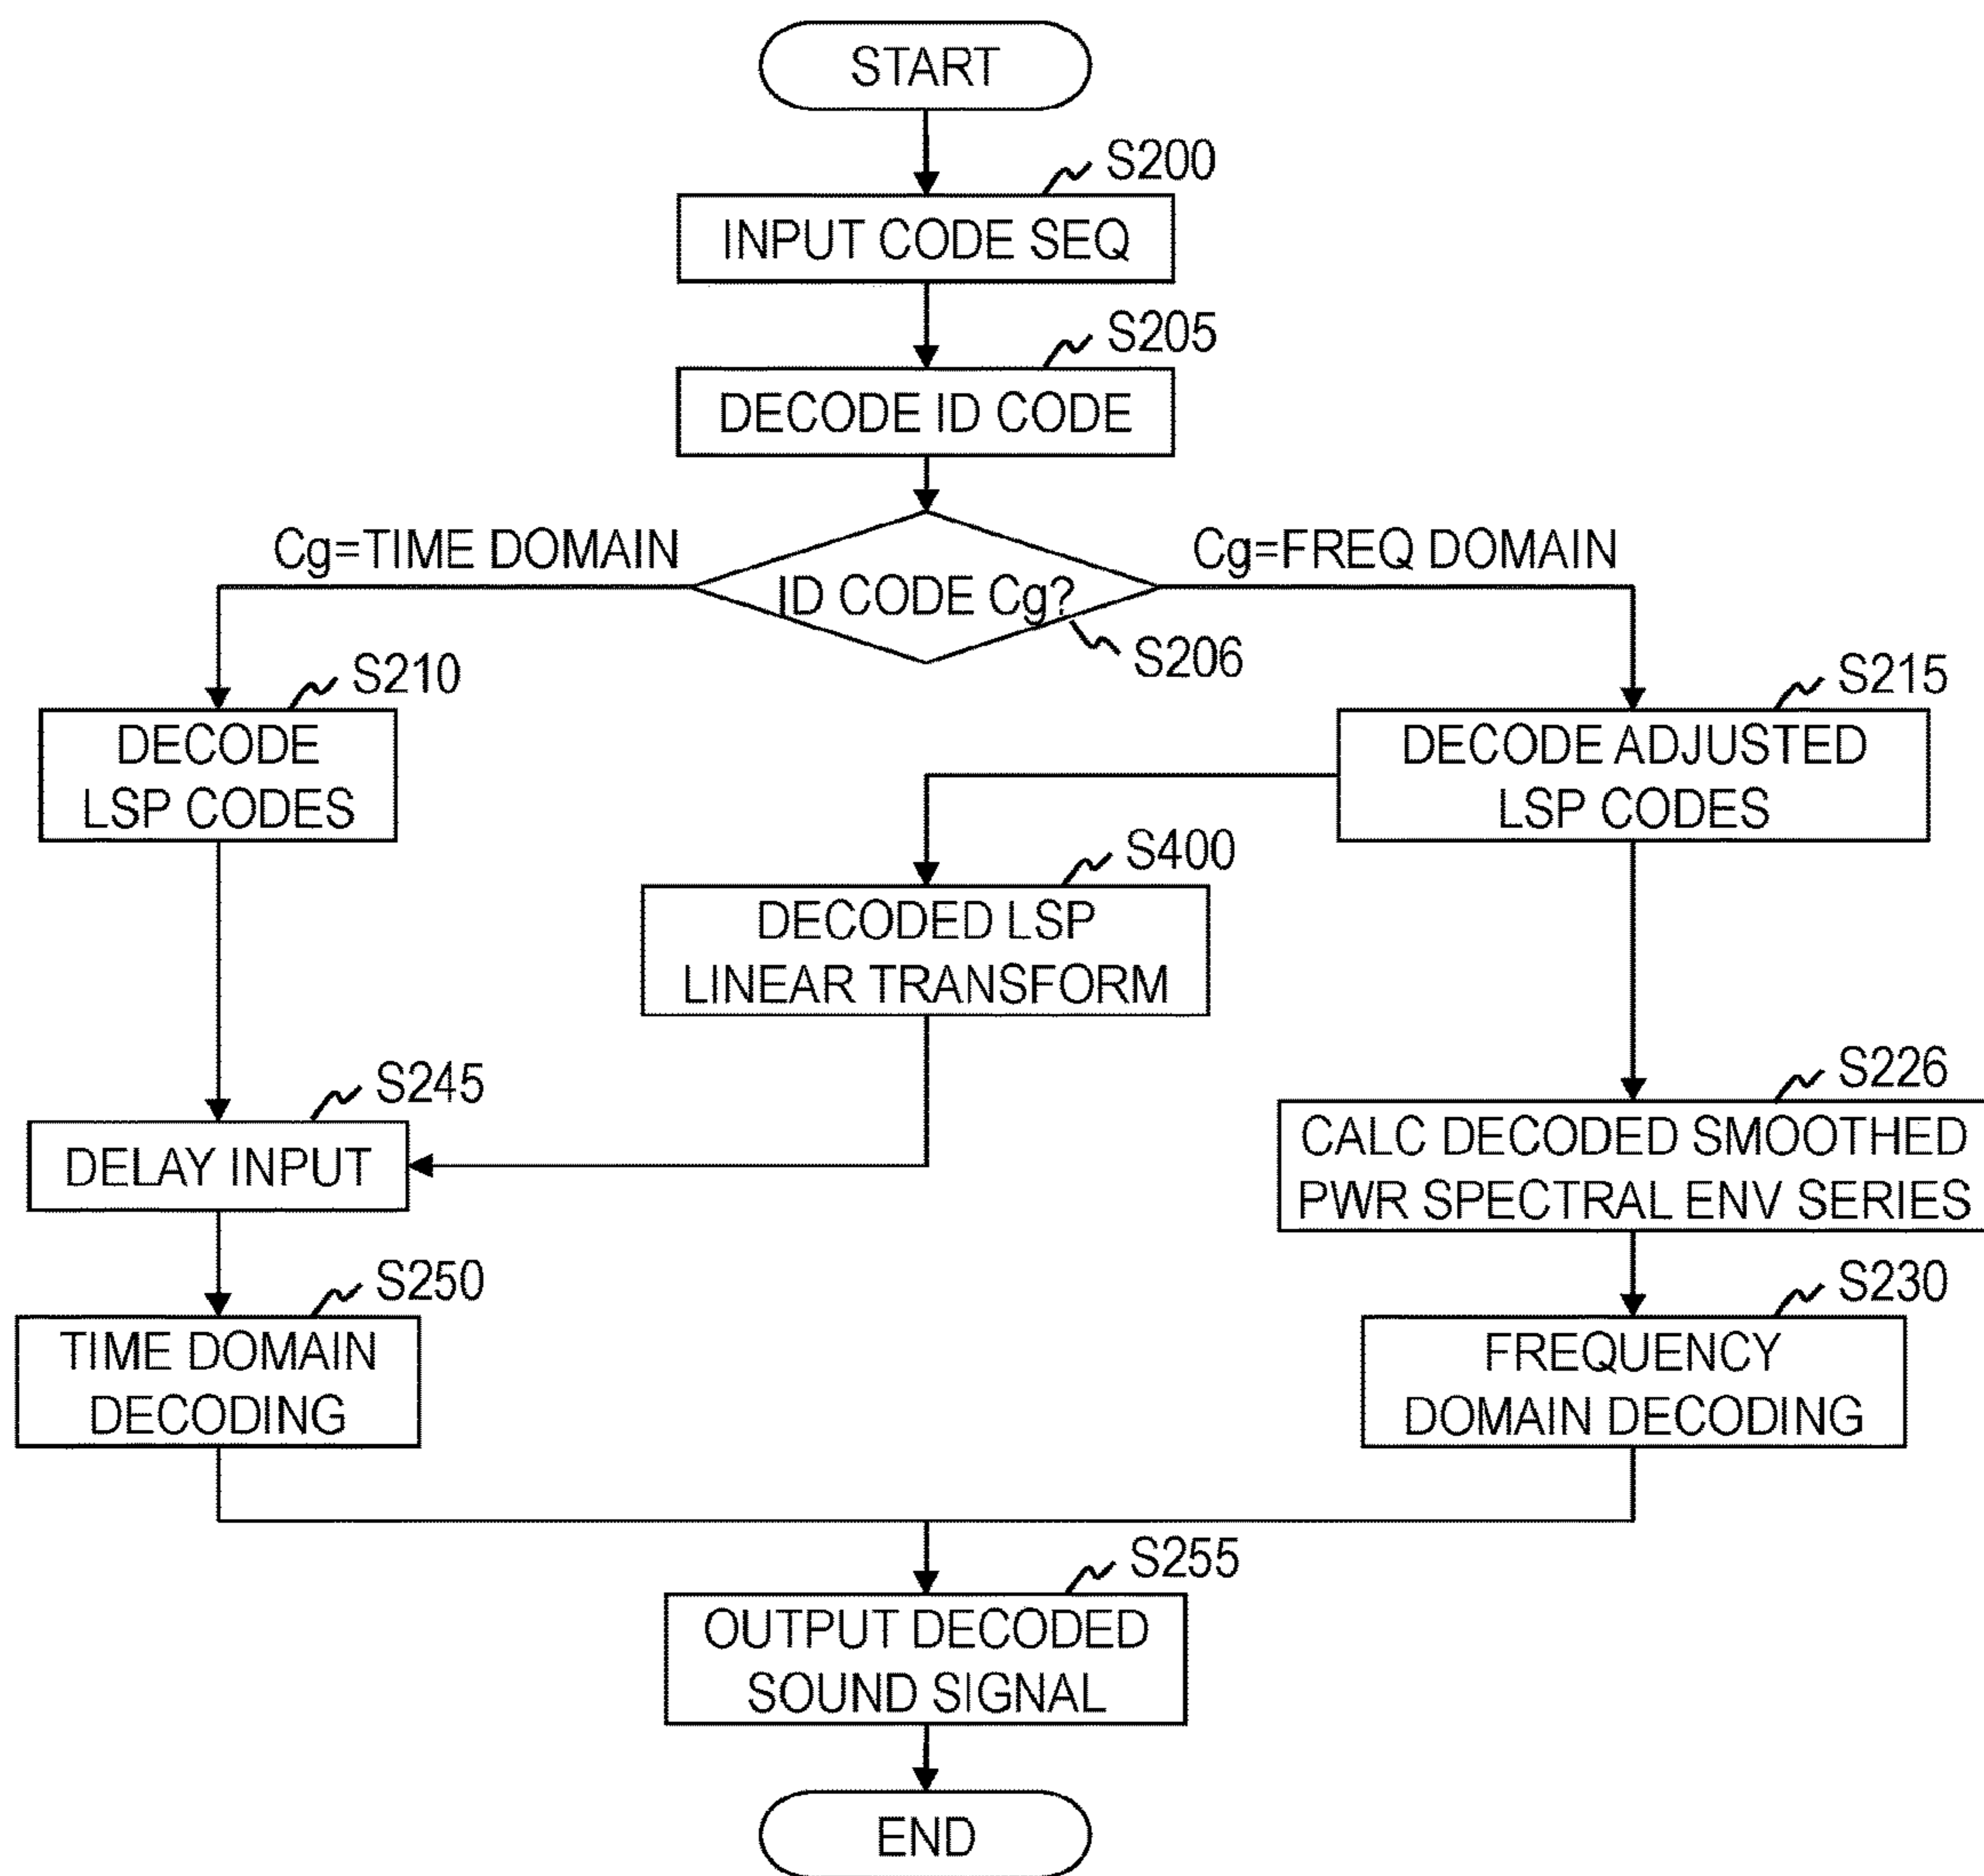 START
S200
INPUT CODE SEQ
S205
DECODE ID CODE
Cg=TIME DOMAIN
Cg=FREQ DOMAIN
ID CODE Cg?
S206
S210
DECODE
LSP CODES
S215
DECODE ADJUSTED
LSP CODES
S400
DECODED LSP
LINEAR TRANSFORM
S245
DELAY INPUT
S226
CALC DECODED SMOOTHED
PWR SPECTRAL ENV SERIES
S250
TIME DOMAIN
DECODING
S230
FREQUENCY
DOMAIN DECODING
S255
OUTPUT DECODED
SOUND SIGNAL
END